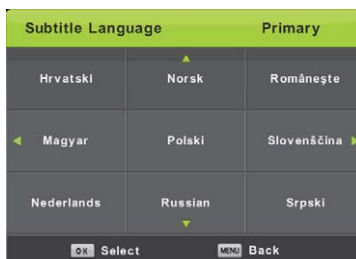 Subtitle Language Primary
Hrvatski Norsk Româneşte
Magyar Polski Slovenščina
Nederlands Russian Srpski
OK Select MENU Back